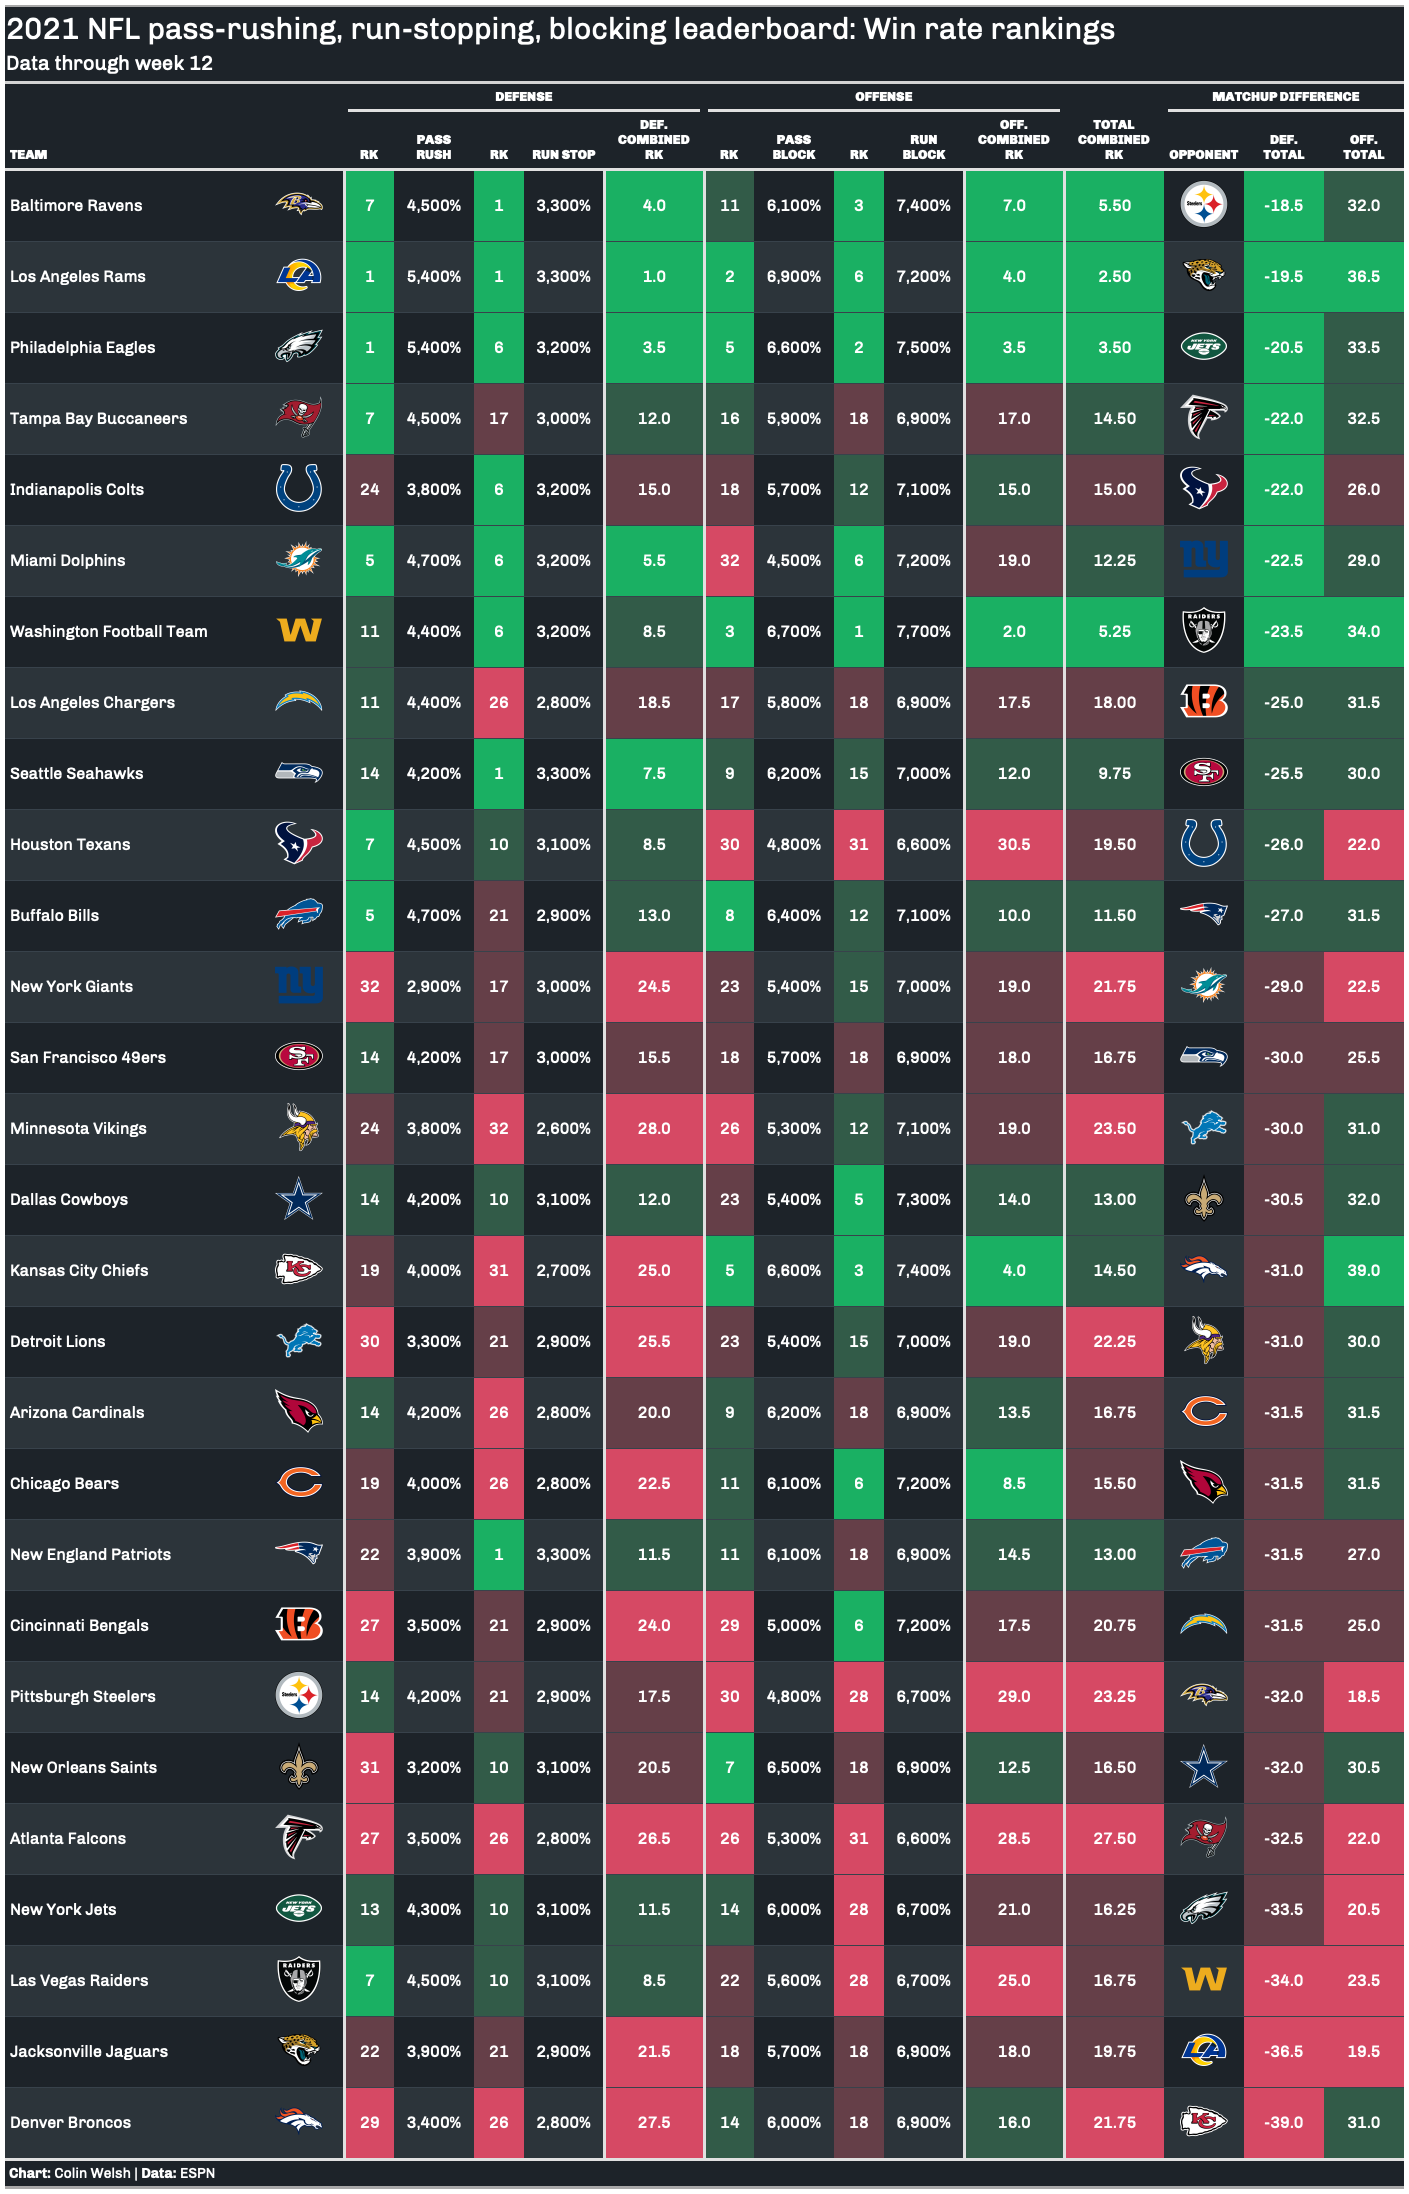 2021 NFL pass-rushing, run-stopping, blocking leaderboard: Win rate rankings
Data through week 12
DEFENSE OFFENSE MATCHUP DIFFERENCE
TEAM RK PASS RUSH RK RUN STOP DEF. COMBINED RK RK PASS BLOCK RK RUN BLOCK OFF. COMBINED RK TOTAL COMBINED RK OPPONENT DEF. TOTAL OFF. TOTAL
Baltimore Ravens 7 4,500% 1 3,300% 4.0 11 6,100% 3 7,400% 7.0 5.50 Steelers -18.5 32.0
Los Angeles Rams 1 5,400% 1 3,300% 1.0 2 6,900% 6 7,200% 4.0 2.50 -19.5 36.5
Philadelphia Eagles 1 5,400% 6 3,200% 3.5 5 6,600% 2 7,500% 3.5 3.50 NEW YORK JETS -20.5 33.5
Tampa Bay Buccaneers 7 4,500% 17 3,000% 12.0 16 5,900% 18 6,900% 17.0 14.50 -22.0 32.5
Indianapolis Colts 24 3,800% 6 3,200% 15.0 18 5,700% 12 7,100% 15.0 15.00 -22.0 26.0
Miami Dolphins 5 4,700% 6 3,200% 5.5 32 4,500% 6 7,200% 19.0 12.25 ny -22.5 29.0
Washington Football Team W 11 4,400% 6 3,200% 8.5 3 6,700% 1 7,700% 2.0 5.25 RAIDERS -23.5 34.0
Los Angeles Chargers 11 4,400% 26 2,800% 18.5 17 5,800% 18 6,900% 17.5 18.00 B -25.0 31.5
Seattle Seahawks 14 4,200% 1 3,300% 7.5 9 6,200% 15 7,000% 12.0 9.75 SF -25.5 30.0
Houston Texans 7 4,500% 10 3,100% 8.5 30 4,800% 31 6,600% 30.5 19.50 -26.0 22.0
Buffalo Bills 5 4,700% 21 2,900% 13.0 8 6,400% 12 7,100% 10.0 11.50 -27.0 31.5
New York Giants ny 32 2,900% 17 3,000% 24.5 23 5,400% 15 7,000% 19.0 21.75 -29.0 22.5
San Francisco 49ers SF 14 4,200% 17 3,000% 15.5 18 5,700% 18 6,900% 18.0 16.75 -30.0 25.5
Minnesota Vikings 24 3,800% 32 2,600% 28.0 26 5,300% 12 7,100% 19.0 23.50 -30.0 31.0
Dallas Cowboys 14 4,200% 10 3,100% 12.0 23 5,400% 5 7,300% 14.0 13.00 -30.5 32.0
Kansas City Chiefs KC 19 4,000% 31 2,700% 25.0 5 6,600% 3 7,400% 4.0 14.50 -31.0 39.0
Detroit Lions 30 3,300% 21 2,900% 25.5 23 5,400% 15 7,000% 19.0 22.25 -31.0 30.0
Arizona Cardinals 14 4,200% 26 2,800% 20.0 9 6,200% 18 6,900% 13.5 16.75 C -31.5 31.5
Chicago Bears C 19 4,000% 26 2,800% 22.5 11 6,100% 6 7,200% 8.5 15.50 -31.5 31.5
New England Patriots 22 3,900% 1 3,300% 11.5 11 6,100% 18 6,900% 14.5 13.00 -31.5 27.0
Cincinnati Bengals B 27 3,500% 21 2,900% 24.0 29 5,000% 6 7,200% 17.5 20.75 -31.5 25.0
Pittsburgh Steelers Steelers 14 4,200% 21 2,900% 17.5 30 4,800% 28 6,700% 29.0 23.25 -32.0 18.5
New Orleans Saints 31 3,200% 10 3,100% 20.5 7 6,500% 18 6,900% 12.5 16.50 -32.0 30.5
Atlanta Falcons 27 3,500% 26 2,800% 26.5 26 5,300% 31 6,600% 28.5 27.50 -32.5 22.0
New York Jets NEW YORK JETS 13 4,300% 10 3,100% 11.5 14 6,000% 28 6,700% 21.0 16.25 -33.5 20.5
Las Vegas Raiders RAIDERS 7 4,500% 10 3,100% 8.5 22 5,600% 28 6,700% 25.0 16.75 W -34.0 23.5
Jacksonville Jaguars 22 3,900% 21 2,900% 21.5 18 5,700% 18 6,900% 18.0 19.75 LA -36.5 19.5
Denver Broncos 29 3,400% 26 2,800% 27.5 14 6,000% 18 6,900% 16.0 21.75 KC -39.0 31.0
Chart: Colin Welsh | Data: ESPN